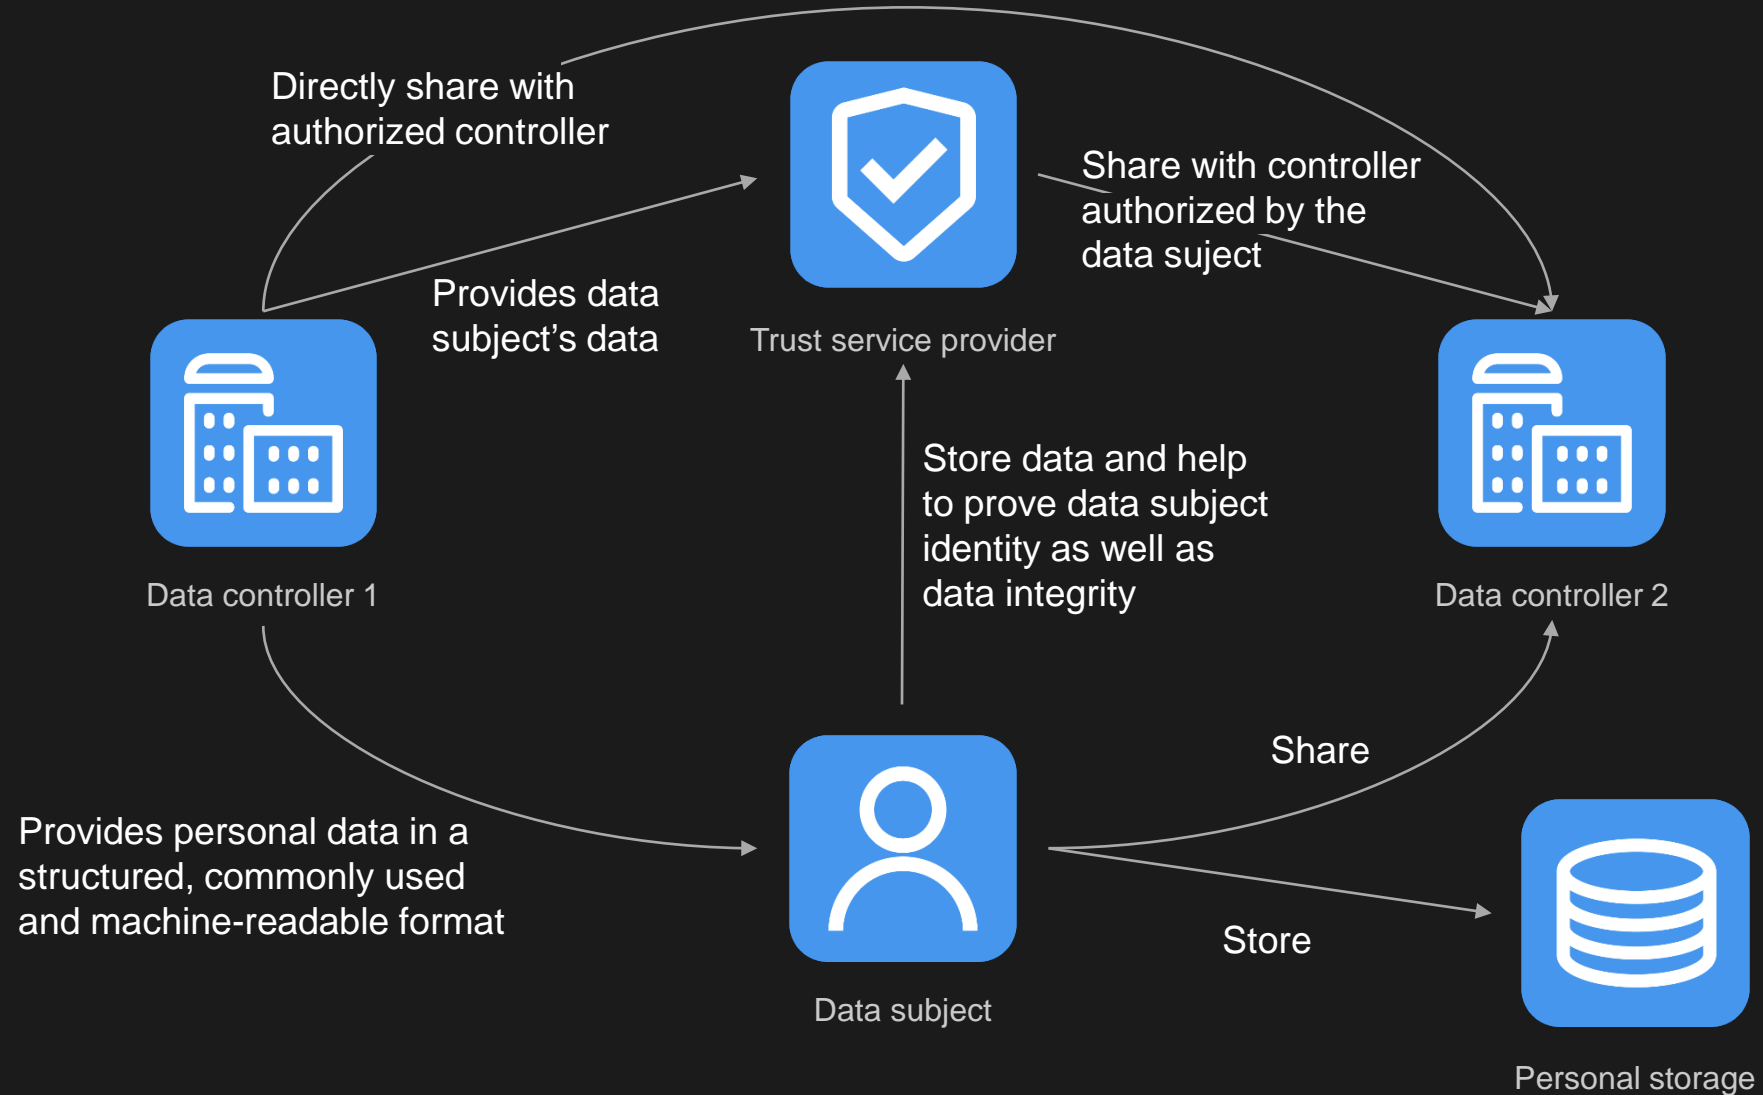 Directly share with
authorized controller
Share with controller
authorized by the
data suject
Provides data
subject’s data
Trust service provider
Store data and help
to prove data subject
identity as well as
data integrity
Data controller 1
Data controller 2
Share
Provides personal data in a
structured, commonly used
and machine-readable format
Store
Data subject
Personal storage